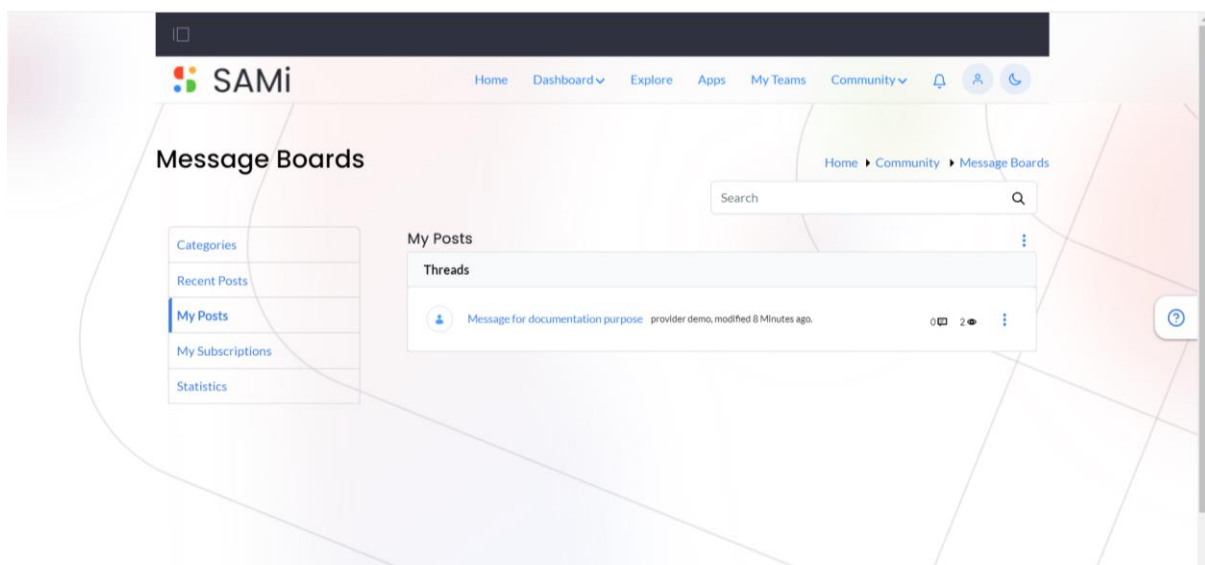 SAMi
Home Dashboard Explore Apps My Teams Community
Message Boards
Home Community Message Boards
Search
Categories
Recent Posts
My Posts
My Subscriptions
Statistics
My Posts
Threads
Message for documentation purpose provider demo, modified 8 Minutes ago.
0 2
?